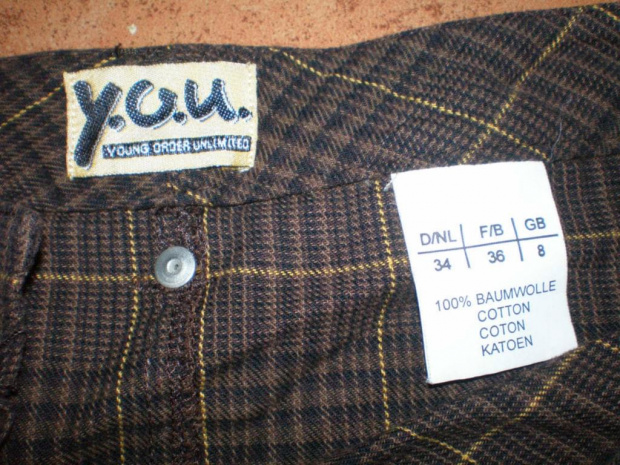 y.o.u.
YOUNG ORDER UNLIMITED
D/NL F/B GB
34 36 8
100% BAUMWOLLE
COTTON
COTON
KATOEN